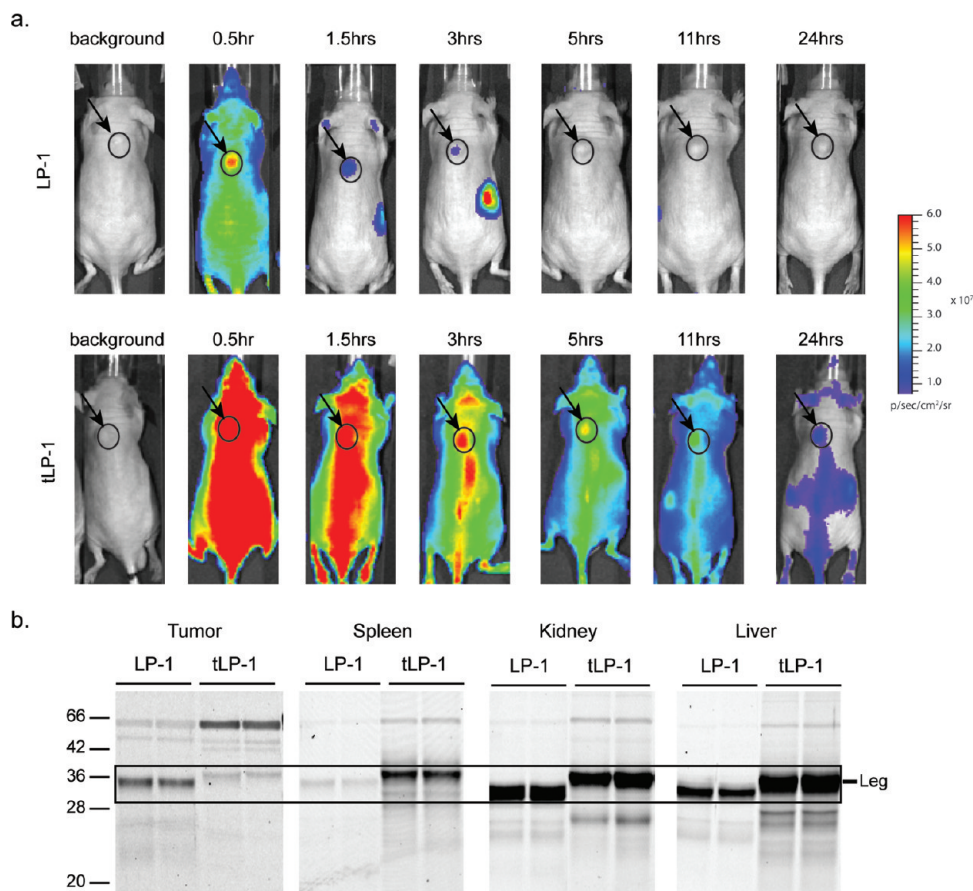 a.
background 0.5hr 1.5hrs 3hrs 5hrs 11hrs 24hrs
LP-1
background 0.5hr 1.5hrs 3hrs 5hrs 11hrs 24hrs
tLP-1
6.0
5.0
4.0
3.0
2.0
1.0
x 10⁷
p/sec/cm²/sr
b.
Tumor Spleen Kidney Liver
LP-1 tLP-1 LP-1 tLP-1 LP-1 tLP-1 LP-1 tLP-1
66
42
36
28
20
Leg